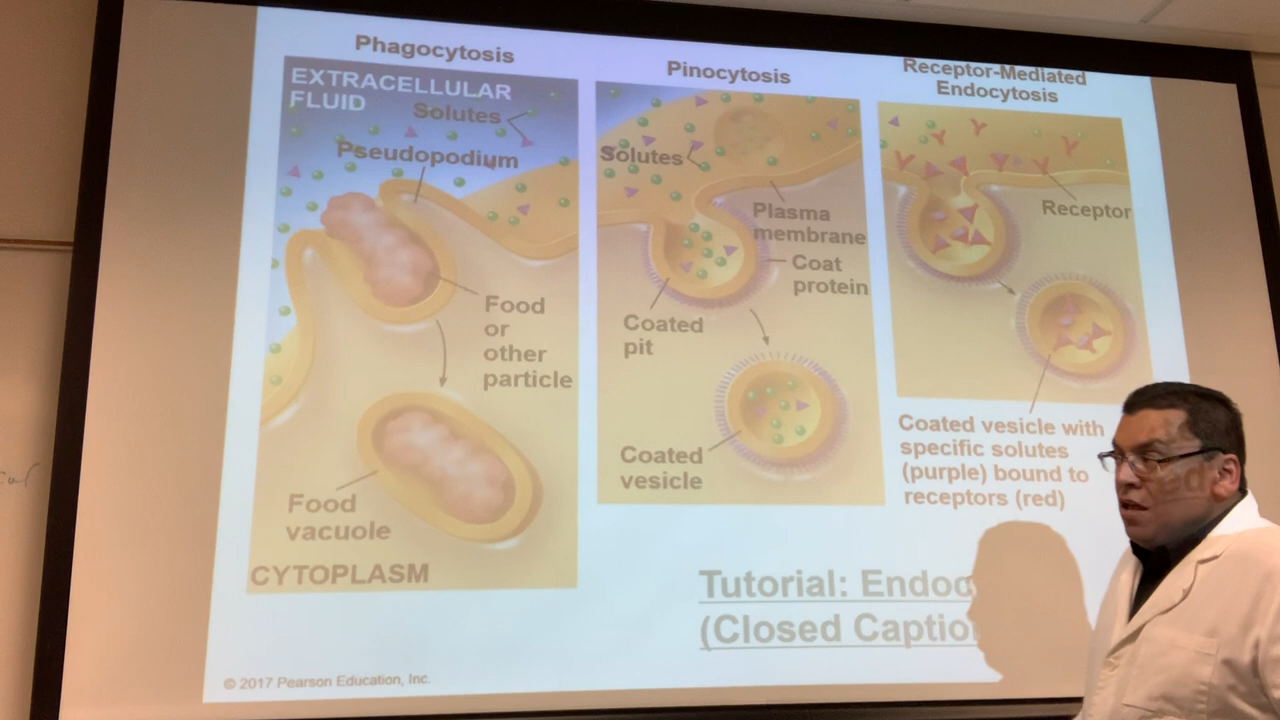 Phagocytosis
EXTRACELLULAR
FLUID
Solutes
Pseudopodium
Food
or
other
particle
Food
vacuole
CYTOPLASM
Pinocytosis
Solutes
Plasma
membrane
Coat
protein
Coated
pit
Coated
vesicle
Receptor-Mediated
Endocytosis
Receptor
Coated vesicle with
specific solutes
(purple) bound to
receptors (red)
Tutorial:
(Closed
© 2017 Pearson Education, Inc.